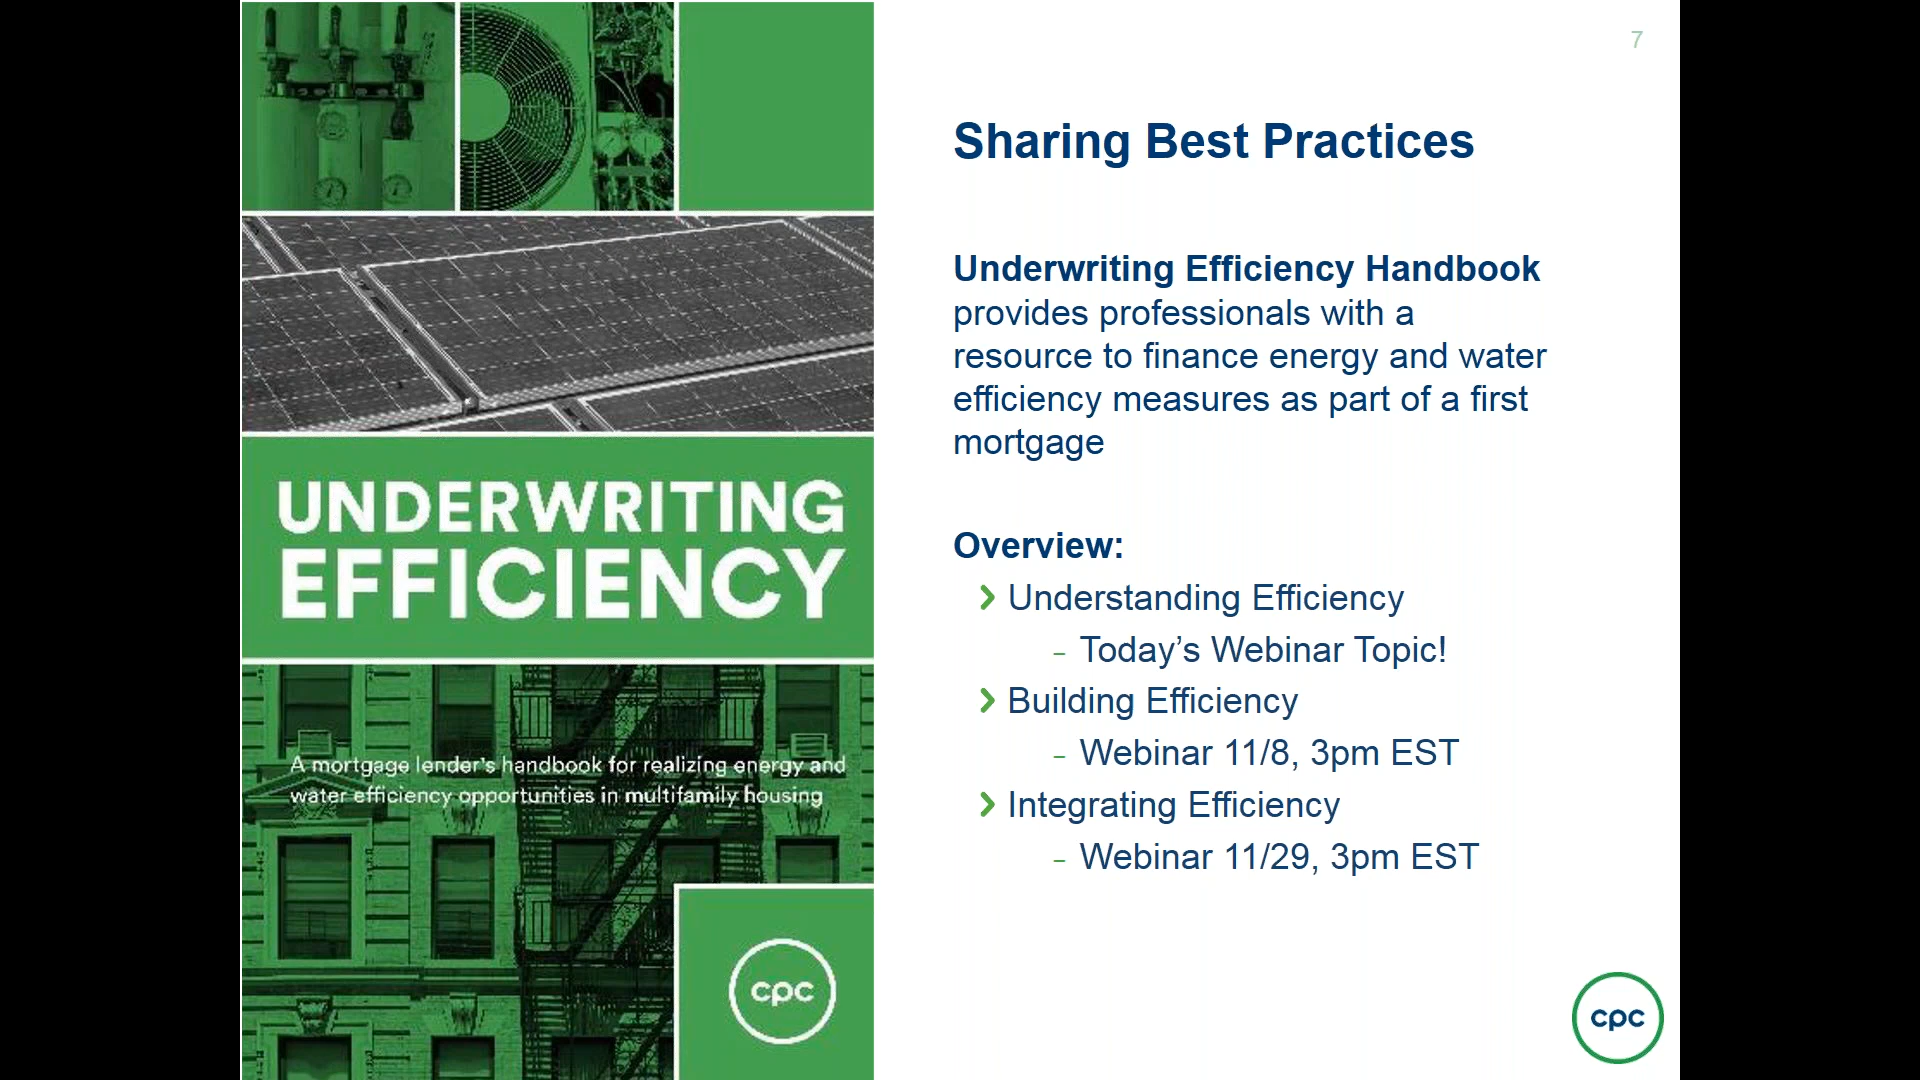 7
UNDERWRITING
EFFICIENCY
A mortgage lender's handbook for realizing energy and
water efficiency opportunities in multifamily housing
cpc
Sharing Best Practices
Underwriting Efficiency Handbook
provides professionals with a
resource to finance energy and water
efficiency measures as part of a first
mortgage
Overview:
Understanding Efficiency
- Today’s Webinar Topic!
Building Efficiency
- Webinar 11/8, 3pm EST
Integrating Efficiency
- Webinar 11/29, 3pm EST
cpc